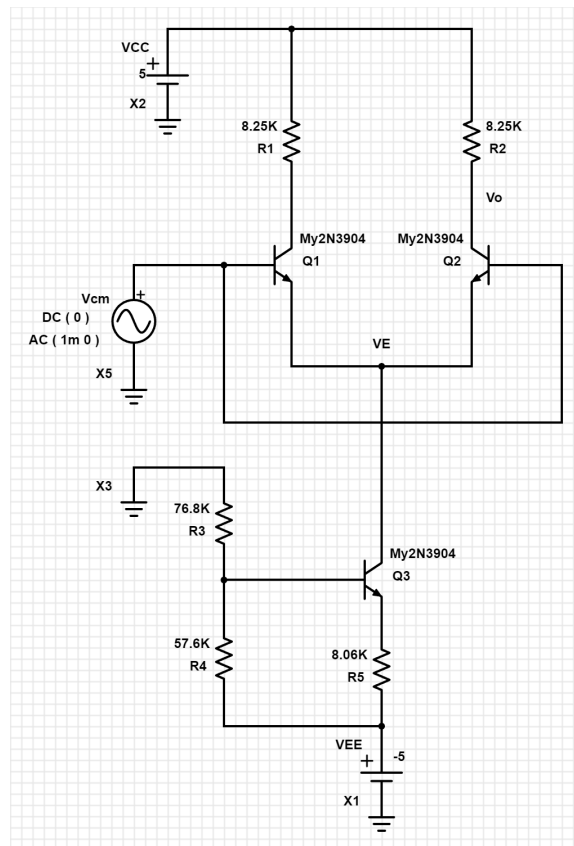 VCC
+
5
X2
8.25K
R1
8.25K
R2
Vo
My2N3904
Q1
My2N3904
Q2
Vcm
+
DC ( 0 )
AC ( 1m 0 )
X5
VE
X3
76.8K
R3
My2N3904
Q3
57.6K
R4
8.06K
R5
VEE
+
-5
X1